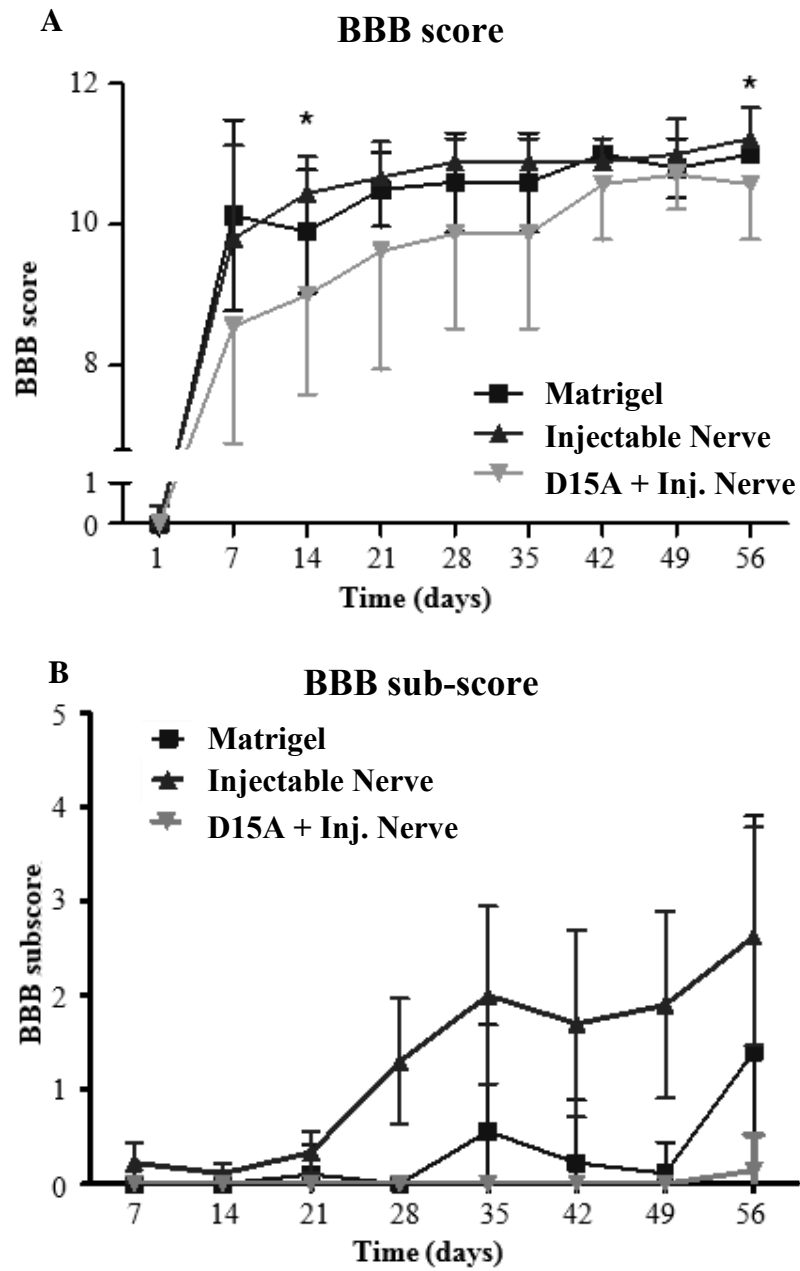 A
BBB score
12
*
*
10
BBB score
8
Matrigel
Injectable Nerve
D15A + Inj. Nerve
1
0
1 7 14 21 28 35 42 49 56
Time (days)
B
BBB sub-score
5
Matrigel
Injectable Nerve
D15A + Inj. Nerve
4
3
BBB subscore
2
1
0
7 14 21 28 35 42 49 56
Time (days)